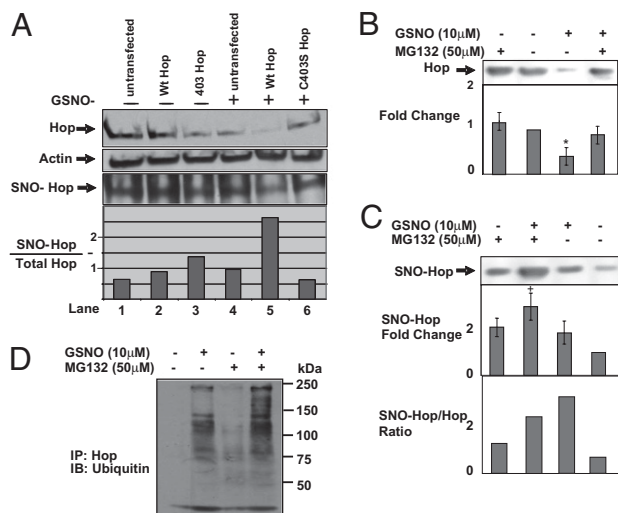 A
untransfected
Wt Hop
403 Hop
untransfected
Wt Hop
C403S Hop
GSNO- — — — + + +
Hop
Actin
SNO- Hop
SNO-Hop
Total Hop
2
1
Lane 1 2 3 4 5 6
B
GSNO (10μM) - - + +
MG132 (50μM) + - - +
Hop
2
Fold Change
1
*
0
C
GSNO (10μM) - + + -
MG132 (50μM) + + - -
SNO-Hop
+
SNO-Hop
Fold Change
2
0
SNO-Hop/Hop
Ratio
2
0
D
GSNO (10μM) - + - +
MG132 (50μM) - - + +
kDa
250
150
100
75
50
IP: Hop
IB: Ubiquitin